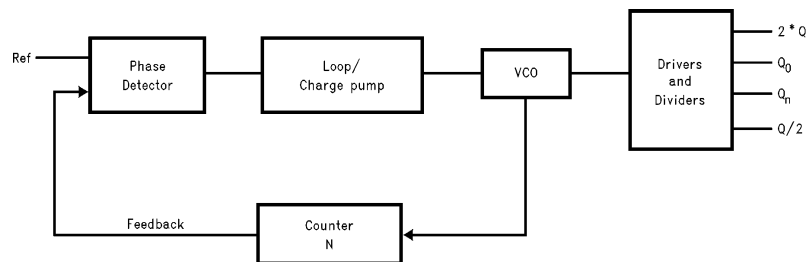 Ref
Phase
Detector
Loop/
Charge pump
VCO
Drivers
and
Dividers
2 * Q
Q0
Qn
Q/2
Feedback
Counter
N